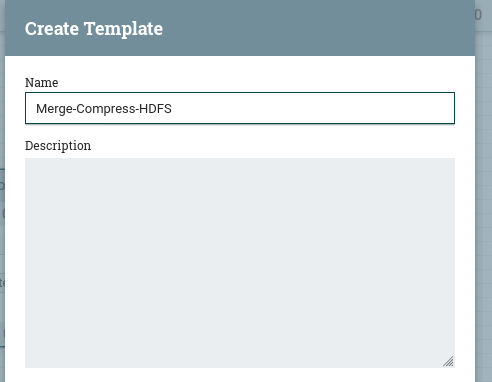 Create Template
Name
Merge-Compress-HDFS
Description